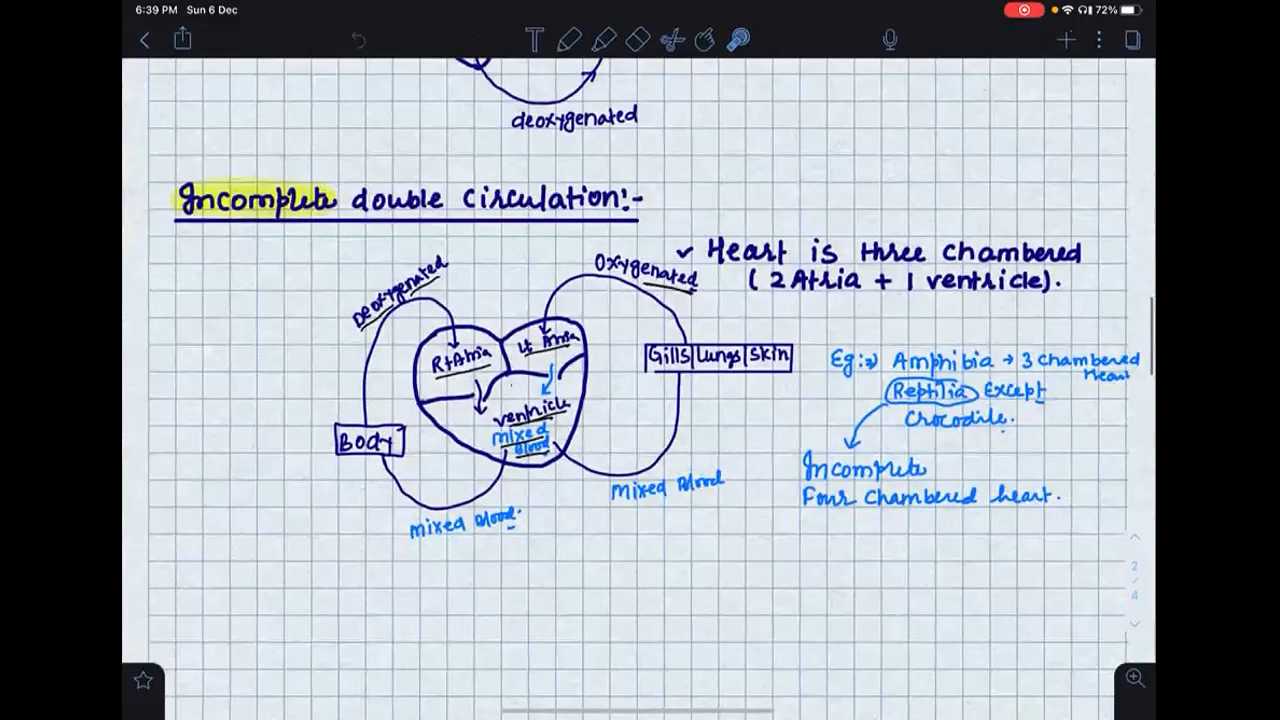 6:39 PM Sun 6 Dec
72%
deoxygenated
Incomplete double circulation:-
✓ Heart is three chambered
( 2 Atria + 1 ventricle).
Deoxygenated
Oxygenated
Rt Atria
Lt Atria
Gills Lungs Skin
Eg:→ Amphibia → 3 chambered
Heart
Reptilia Except
Crocodile.
ventricle
mixed
Blood
Body
Incomplete
Four chambered heart.
Mixed Blood
Mixed Blood.
2
/
4